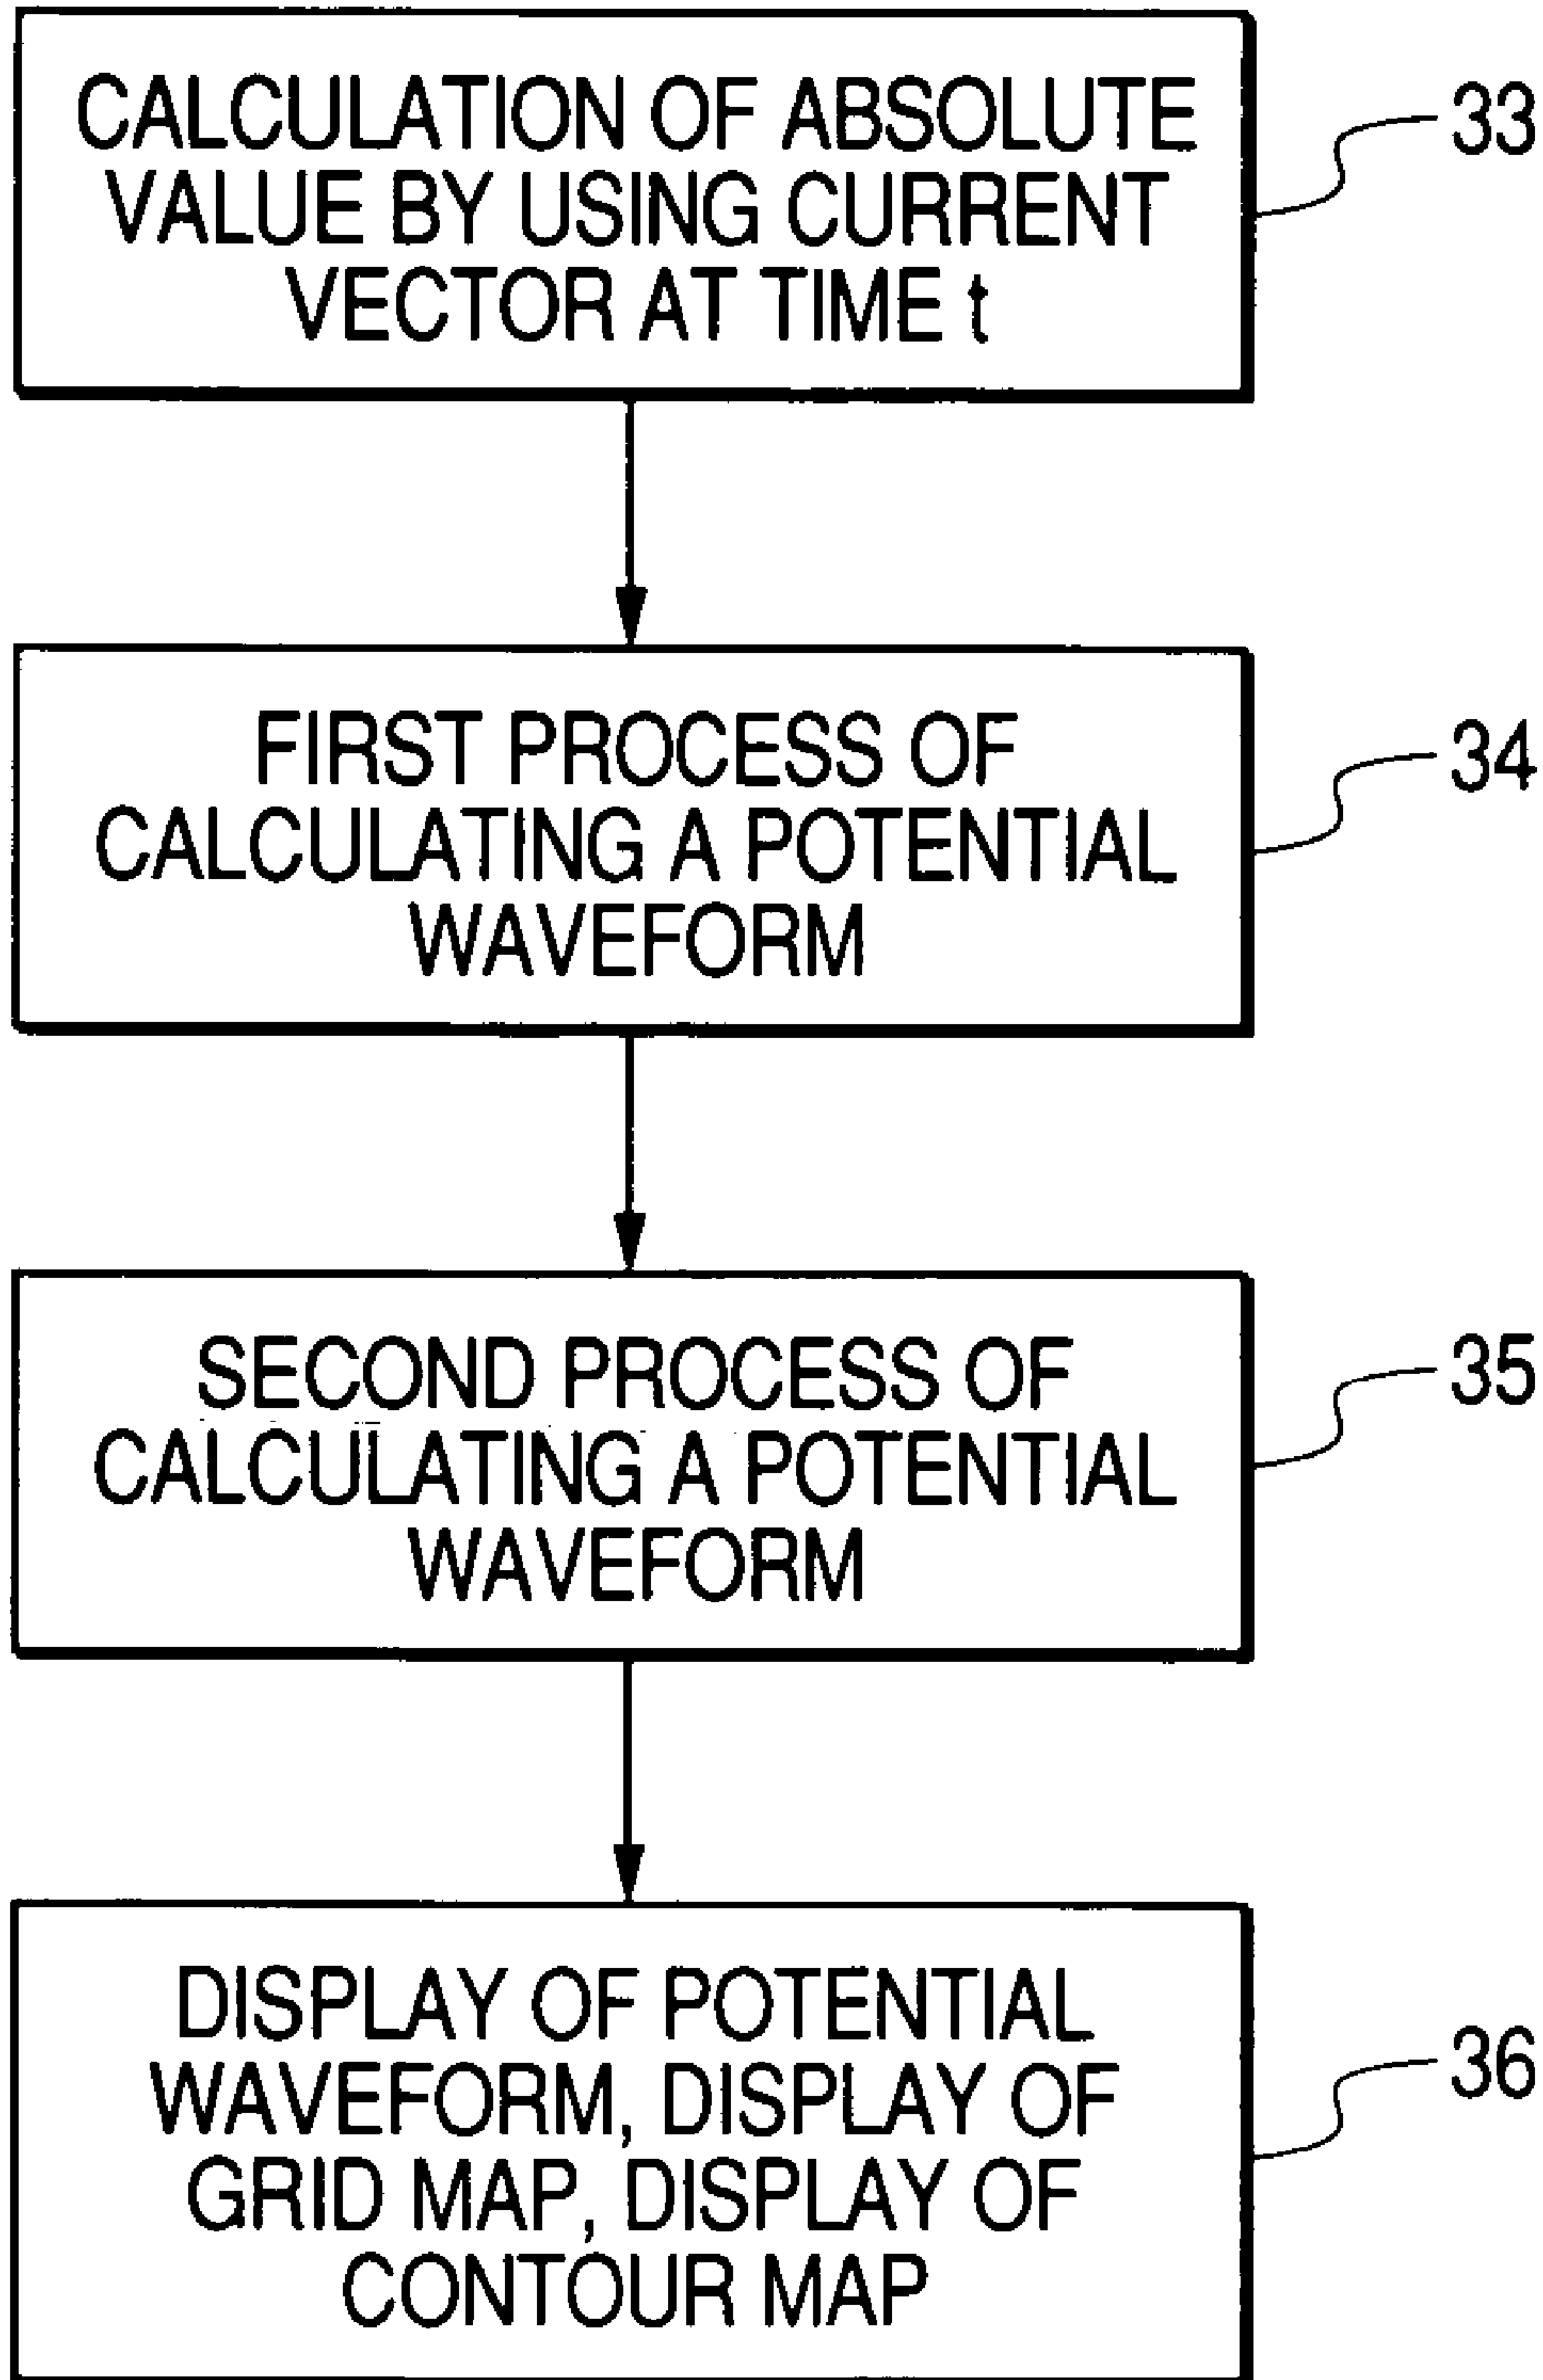 CALCULATION OF ABSOLUTE
VALUE BY USING CURRENT
VECTOR AT TIME t
33
FIRST PROCESS OF
CALCULATING A POTENTIAL
WAVEFORM
34
SECOND PROCESS OF
CALCULATING A POTENTIAL
WAVEFORM
35
DISPLAY OF POTENTIAL
WAVEFORM, DISPLAY OF
GRID MAP, DISPLAY OF
CONTOUR MAP
36